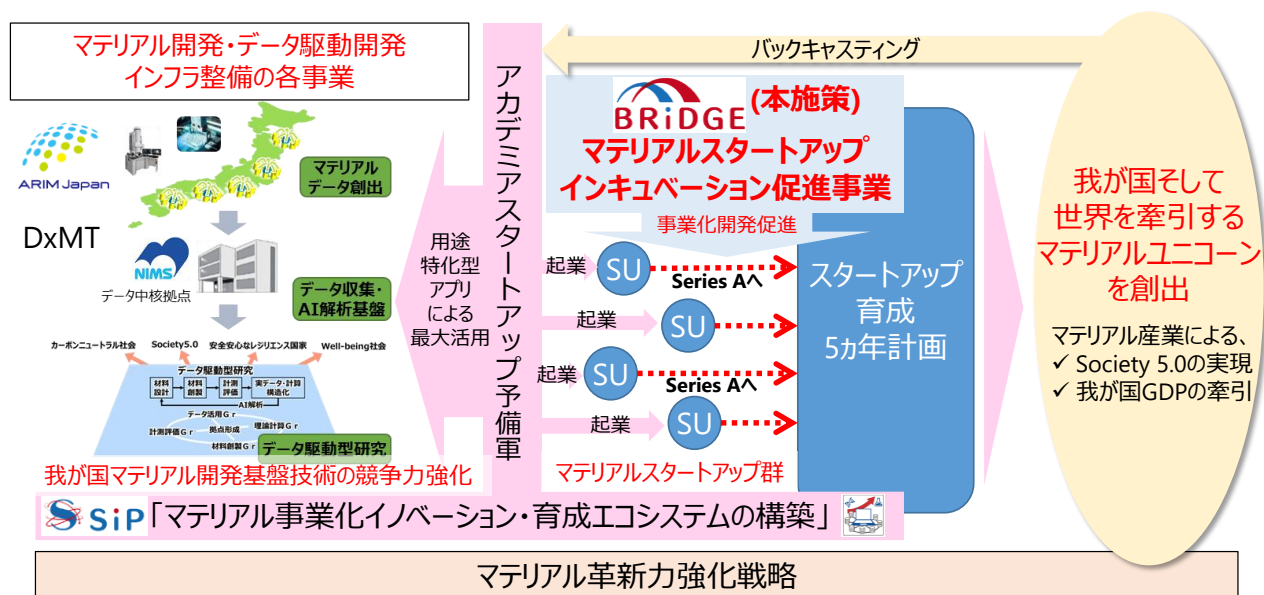 マテリアル開発・データ駆動開発
インフラ整備の各事業
ARIM Japan
マテリアル
データ創出
DxMT
NIMS
データ中核拠点
データ収集・
AI解析基盤
カーボンニュートラル社会
Society5.0
安全安心なレジリエンス国家
Well-being社会
データ駆動型研究
材料
設計
材料
創製
計測
評価
実データ・計算
構造化
AI解析
データ活用Gr
計測評価Gr
拠点形成
理論計算Gr
材料創製Gr
データ駆動型研究
我が国マテリアル開発基盤技術の競争力強化
用途
特化型
アプリ
による
最大活用
アカデミアスタートアップ予備軍
バックキャスティング
BRiDGE (本施策)
マテリアルスタートアップ
インキュベーション促進事業
事業化開発促進
起業
SU
Series Aへ
起業
SU
起業
SU
Series Aへ
起業
SU
マテリアルスタートアップ群
スタートアップ
育成
5ヵ年計画
我が国そして
世界を牽引する
マテリアルユニコーン
を創出
マテリアル産業による、
✓ Society 5.0の実現
✓ 我が国GDPの牽引
SiP「マテリアル事業化イノベーション・育成エコシステムの構築」
マテリアル革新力強化戦略